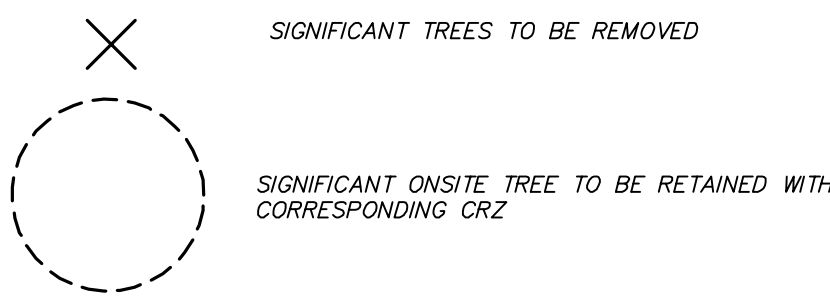 SIGNIFICANT TREES TO BE REMOVED
SIGNIFICANT ONSITE TREE TO BE RETAINED WITH
CORRESPONDING CRZ